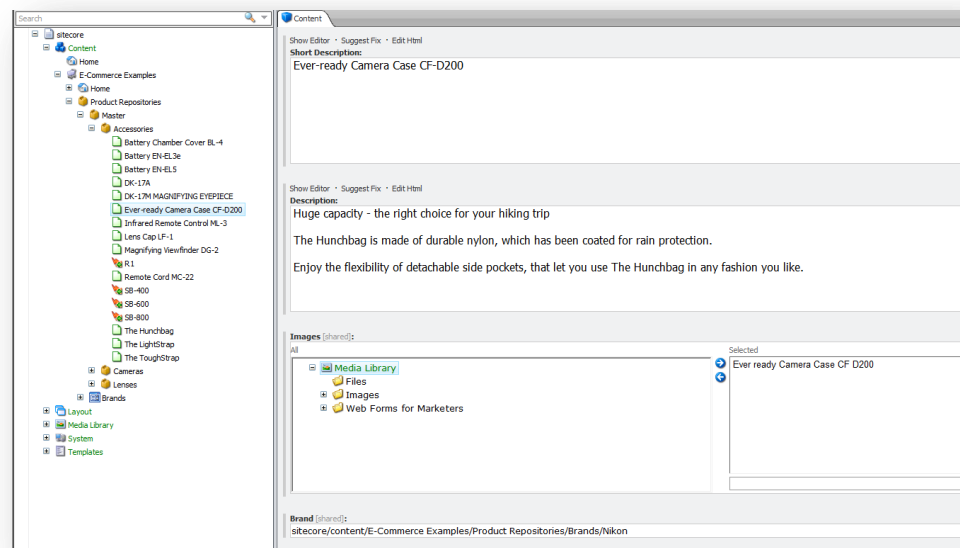 Search
sitecore
Content
Home
E-Commerce Examples
Home
Product Repositories
Master
Accessories
Battery Chamber Cover BL-4
Battery EN-EL3e
Battery EN-EL5
DK-17A
DK-17M MAGNIFYING EYEPIECE
Ever-ready Camera Case CF-D200
Infrared Remote Control ML-3
Lens Cap LF-1
Magnifying Viewfinder DG-2
R1
Remote Cord MC-22
SB-400
SB-600
SB-800
The Hunchbag
The LightStrap
The ToughStrap
Cameras
Lenses
Brands
Layout
Media Library
System
Templates
Content
Show Editor · Suggest Fix · Edit Html
Short Description:
Ever-ready Camera Case CF-D200
Show Editor · Suggest Fix · Edit Html
Description:
Huge capacity - the right choice for your hiking trip
The Hunchbag is made of durable nylon, which has been coated for rain protection.
Enjoy the flexibility of detachable side pockets, that let you use The Hunchbag in any fashion you like.
Images [shared]:
All
Media Library
Files
Images
Web Forms for Marketers
Selected
Ever ready Camera Case CF D200
Brand [shared]:
sitecore/content/E-Commerce Examples/Product Repositories/Brands/Nikon